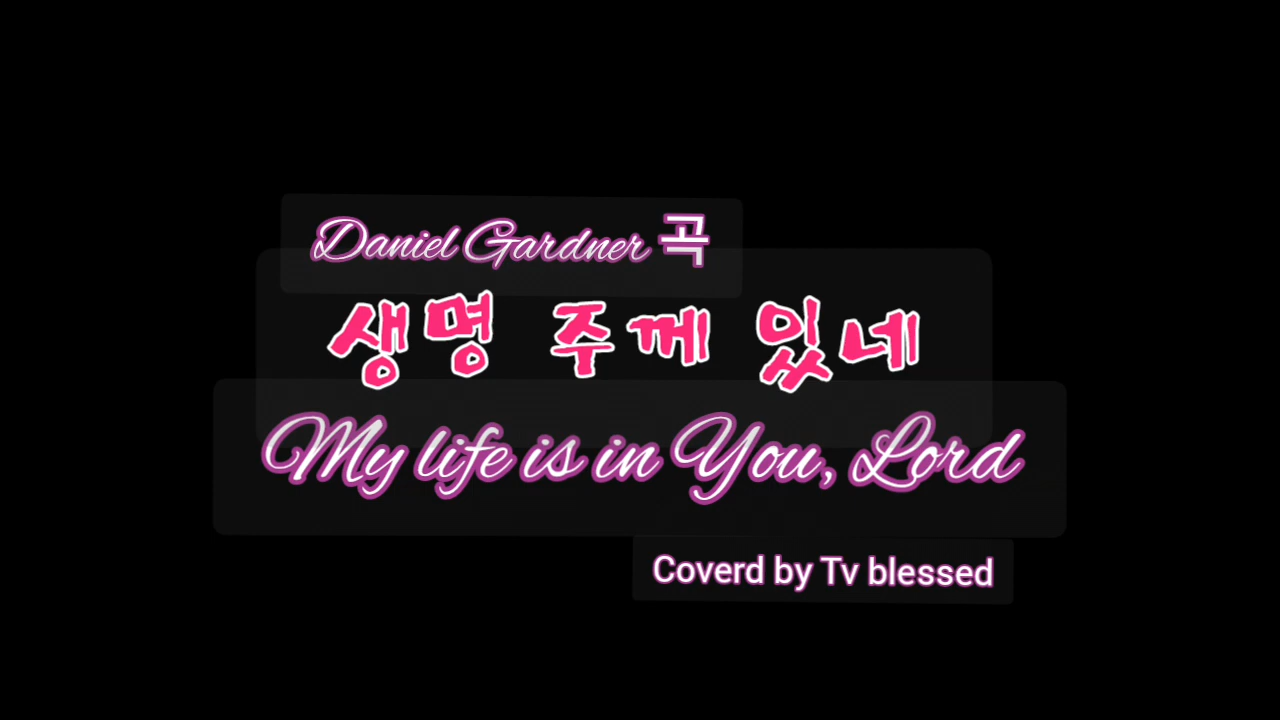 Daniel Gardner 곡
생명 주께 있네
My life is in You, Lord
Coverd by Tv blessed